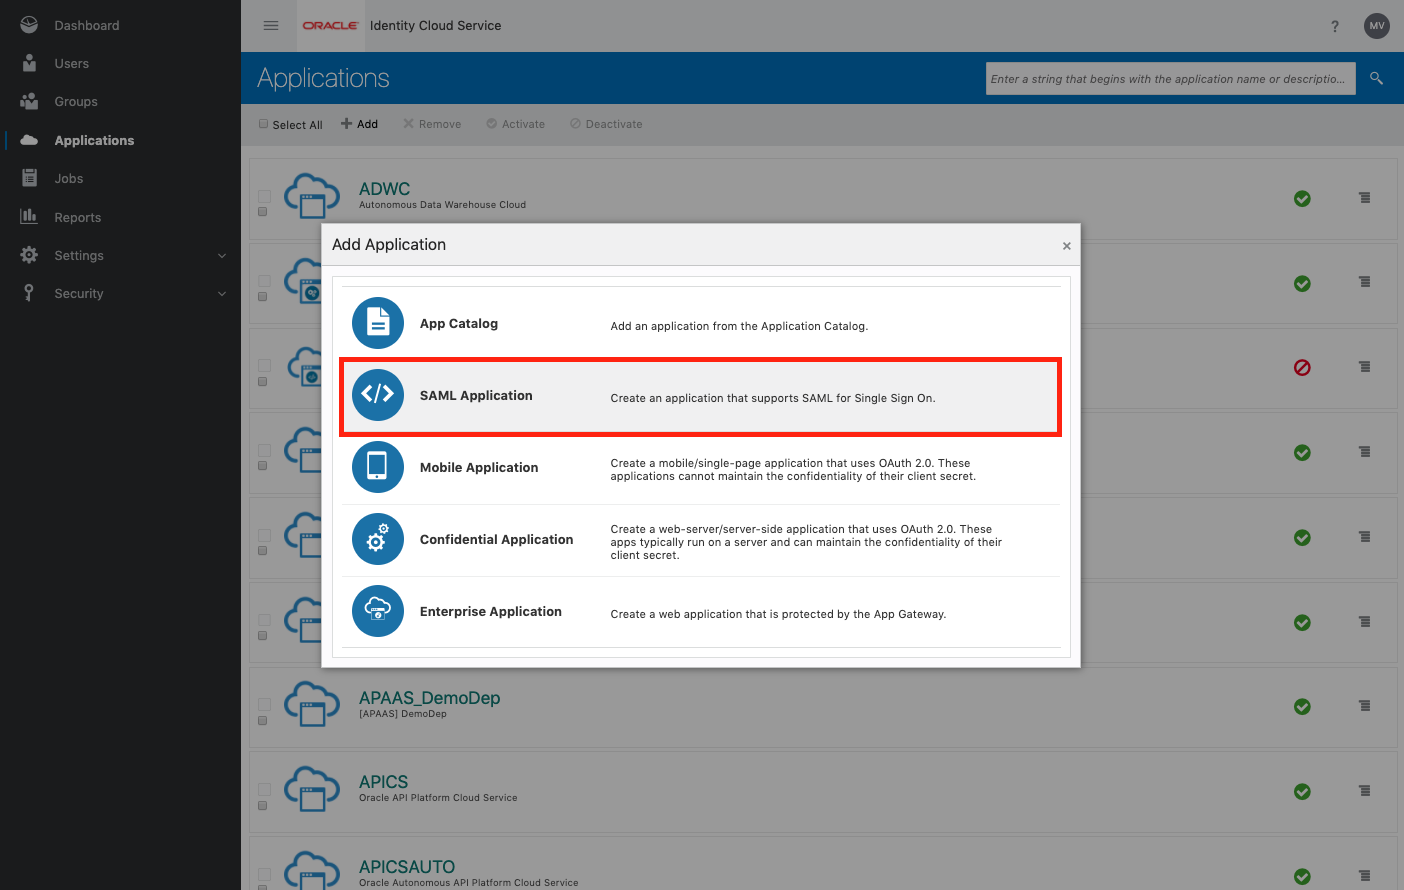 Dashboard
Users
Groups
Applications
Jobs
Reports
Settings
Security
ORACLE Identity Cloud Service
? MV
Applications
Enter a string that begins with the application name or descriptio...
Select All Add Remove Activate Deactivate
ADWC
Autonomous Data Warehouse Cloud
Add Application ×
App Catalog
Add an application from the Application Catalog.
SAML Application
Create an application that supports SAML for Single Sign On.
Mobile Application
Create a mobile/single-page application that uses OAuth 2.0. These
applications cannot maintain the confidentiality of their client secret.
Confidential Application
Create a web-server/server-side application that uses OAuth 2.0. These
apps typically run on a server and can maintain the confidentiality of their
client secret.
Enterprise Application
Create a web application that is protected by the App Gateway.
APAAS_DemoDep
[APAAS] DemoDep
APICS
Oracle API Platform Cloud Service
APICSAUTO
Oracle Autonomous API Platform Cloud Service